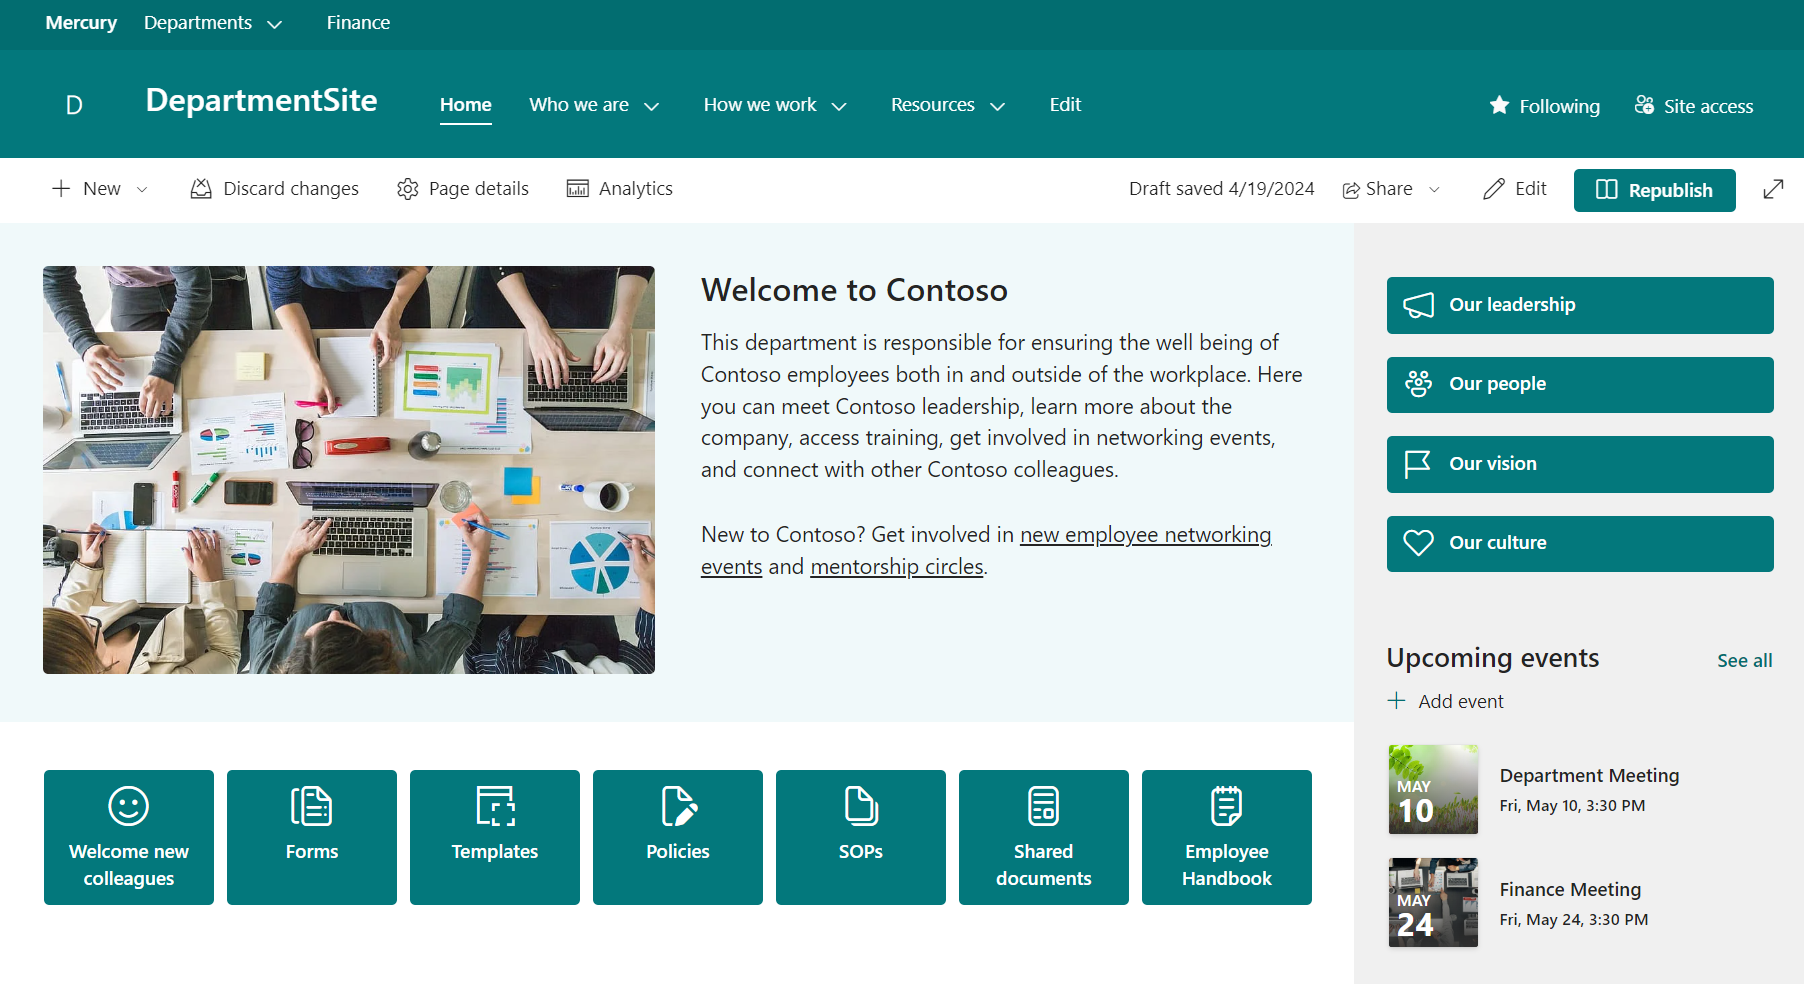 Mercury Departments Finance
D DepartmentSite Home Who we are How we work Resources Edit Following Site access
New Discard changes Page details Analytics Draft saved 4/19/2024 Share Edit Republish
Welcome to Contoso
This department is responsible for ensuring the well being of
Contoso employees both in and outside of the workplace. Here
you can meet Contoso leadership, learn more about the
company, access training, get involved in networking events,
and connect with other Contoso colleagues.
New to Contoso? Get involved in new employee networking
events and mentorship circles.
Welcome new
colleagues
Forms
Templates
Policies
SOPs
Shared
documents
Employee
Handbook
Our leadership
Our people
Our vision
Our culture
Upcoming events See all
Add event
MAY
10
Department Meeting
Fri, May 10, 3:30 PM
MAY
24
Finance Meeting
Fri, May 24, 3:30 PM